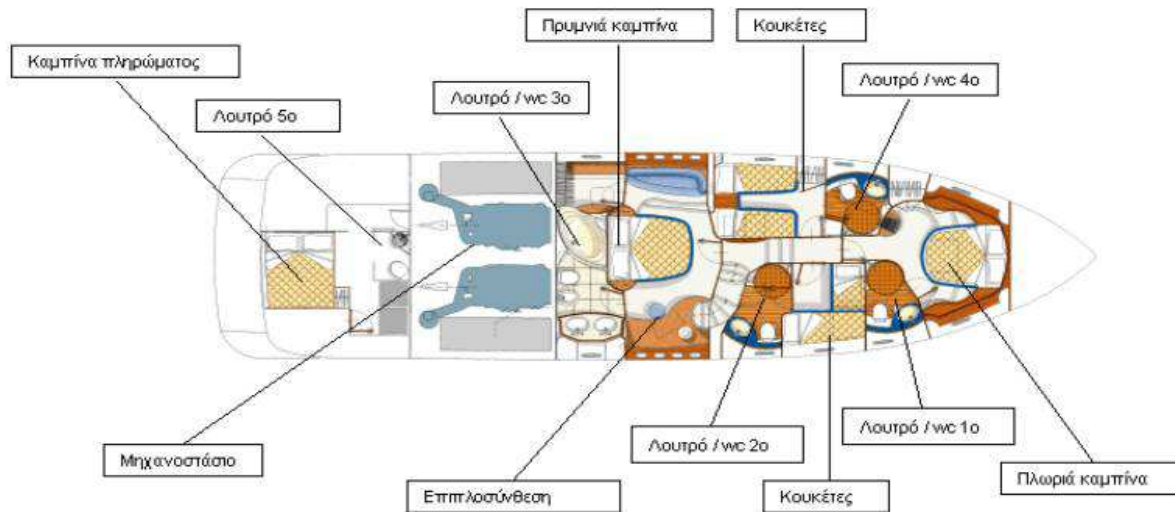 Πρυμνιά καμπίνα
Κουκέτες
Καμπίνα πληρώματος
Λουτρό / wc 4ο
Λουτρό / wc 3ο
Λουτρό 5ο
Λουτρό / wc 1ο
Λουτρό / wc 2ο
Μηχανοστάσιο
Πλωριά καμπίνα
Επιπλοσύνθεση
Κουκέτες